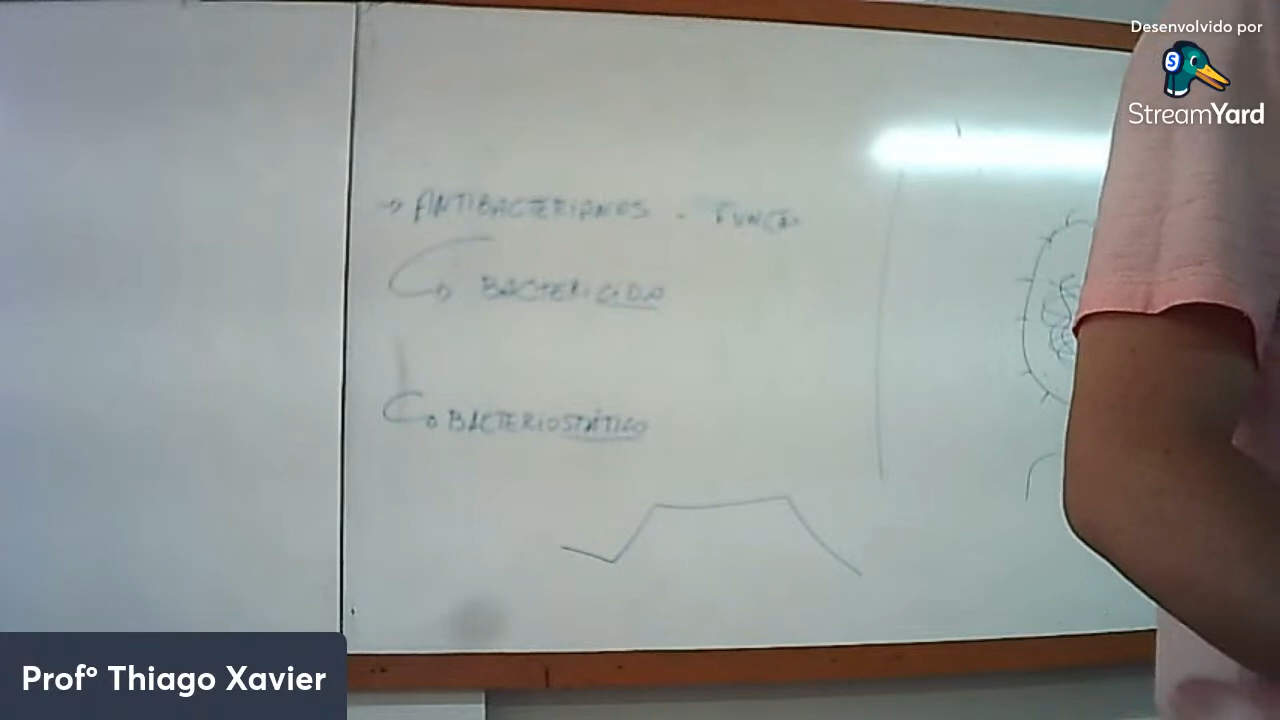 Desenvolvido por
StreamYard
→ ANTIBACTERIANOS - FUNÇÃO
BACTERICIDA
BACTERIOSTÁTICO
Profº Thiago Xavier